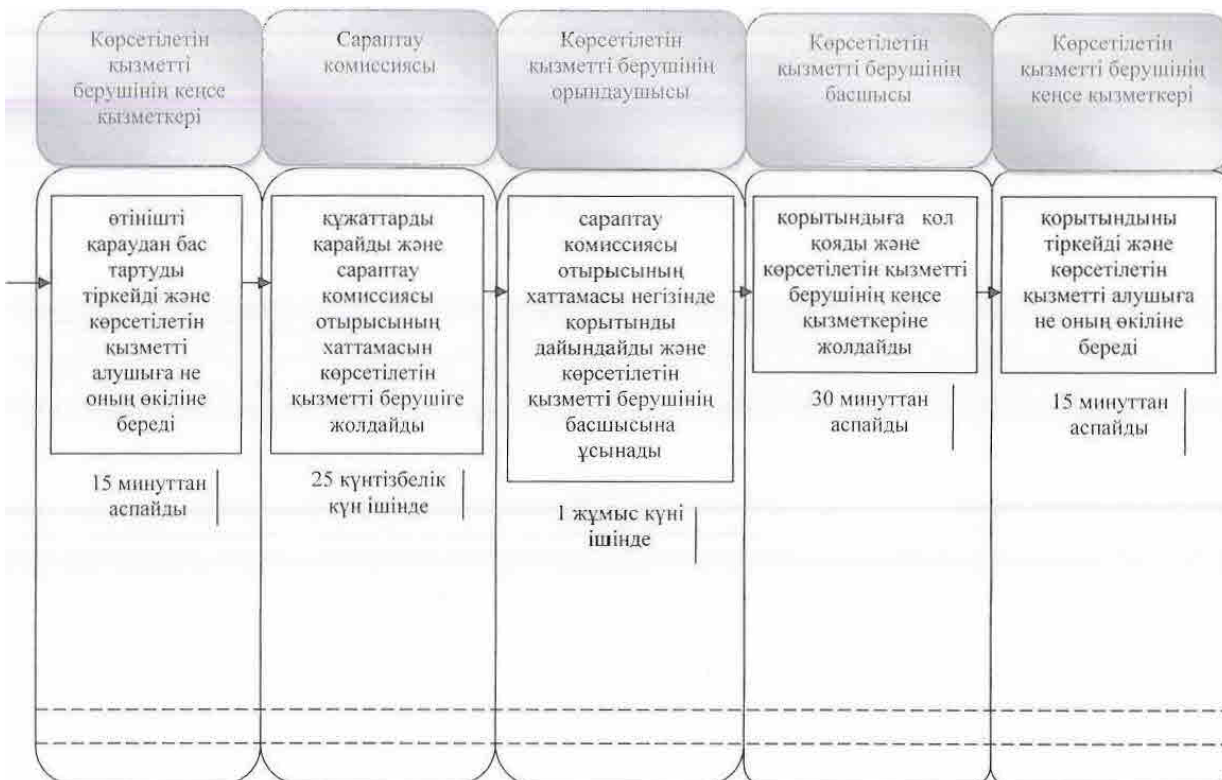 Көрсетілетін
қызметті
берушінің кеңсе
қызметкері
Сараптау
комиссиясы
Көрсетілетін
қызметті берушінің
орындаушысы
Көрсетілетін
қызметті берушінің
басшысы
Көрсетілетін
қызметті берушінің
кеңсе қызметкері
өтінішті
қараудан бас
тартуды
тіркейді және
көрсетілетін
қызметті
алушыға не
оның өкіліне
береді
15 минуттан
аспайды
құжаттарды
қарайды және
сараптау
комиссиясы
отырысының
хаттамасын
көрсетілетін
қызметті берушіге
жолдайды
25 күнтізбелік
күн ішінде
сараптау
комиссиясы
отырысының
хаттамасы негізінде
қорытынды
дайындайды және
көрсетілетін
қызметті берушінің
басшысына
ұсынады
1 жұмыс күні
ішінде
қорытындыға қол
қояды және
көрсетілетін қызметті
берушінің кеңсе
қызметкеріне
жолдайды
30 минуттан
аспайды
қорытындыны
тіркейді және
көрсетілетін
қызметті алушыға
не оның өкіліне
береді
15 минуттан
аспайды